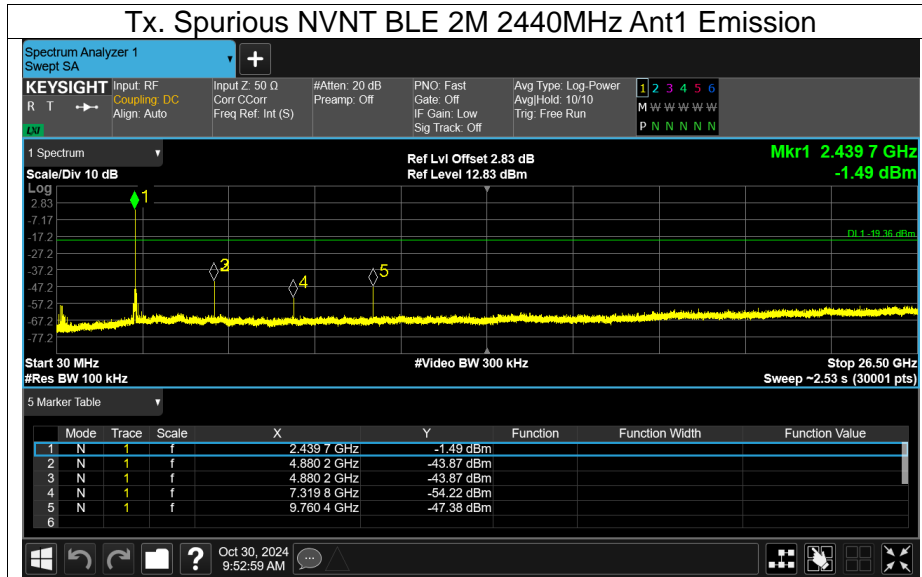 Tx. Spurious NVNT BLE 2M 2440MHz Ant1 Emission
Spectrum Analyzer 1
Swept SA
+
KEYSIGHT Input: RF Input Z: 50 Ω #Atten: 20 dB PNO: Fast Avg Type: Log-Power 1 2 3 4 5 6
R T Coupling: DC Corr CCorr Preamp: Off Gate: Off Avg|Hold: 10/10 M W W W W W
Align: Auto Freq Ref: Int (S) IF Gain: Low Trig: Free Run
LXI Sig Track: Off P N N N N N
1 Spectrum Ref Lvl Offset 2.83 dB Mkr1 2.439 7 GHz
Scale/Div 10 dB Ref Level 12.83 dBm -1.49 dBm
Log
1
2.83
-7.17
-17.2 DL1 -19.36 dBm
-27.2
-37.2 5
-47.2 4
-57.2
-67.2
-77.2
Start 30 MHz #Video BW 300 kHz Stop 26.50 GHz
#Res BW 100 kHz Sweep ~2.53 s (30001 pts)
5 Marker Table
Mode Trace Scale X Y Function Function Width Function Value
1 N 1 f 2.439 7 GHz -1.49 dBm
2 N 1 f 4.880 2 GHz -43.87 dBm
3 N 1 f 4.880 2 GHz -43.87 dBm
4 N 1 f 7.319 8 GHz -54.22 dBm
5 N 1 f 9.760 4 GHz -47.38 dBm
6
? Oct 30, 2024
9:52:59 AM